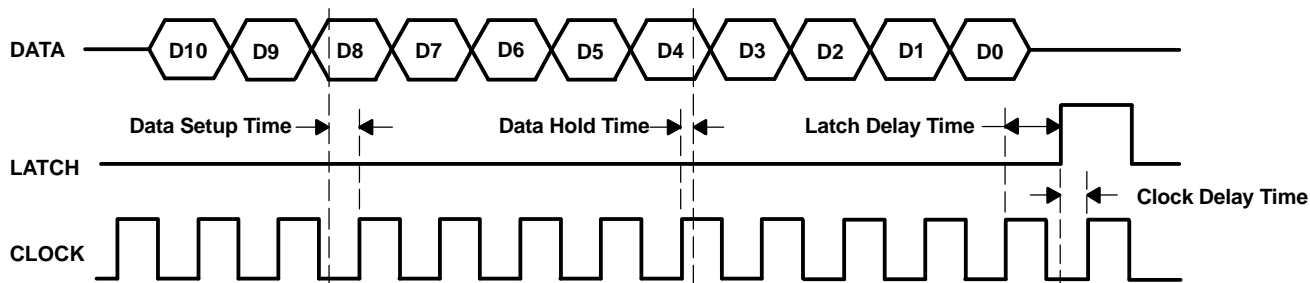 DATA D10 D9 D8 D7 D6 D5 D4 D3 D2 D1 D0
Data Setup Time Data Hold Time Latch Delay Time
LATCH
Clock Delay Time
CLOCK